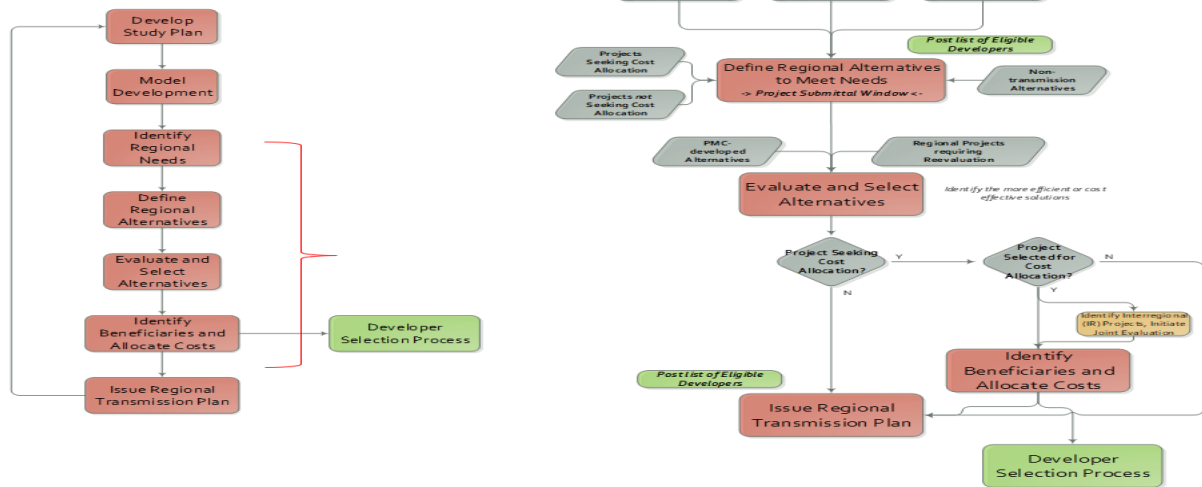 Develop
Study Plan
Model
Development
Identify
Regional
Needs
Define
Regional
Alternatives
Evaluate and
Select
Alternatives
Identify
Beneficiaries and
Allocate Costs
Issue Regional
Transmission Plan
Developer
Selection Process
Post list of Eligible
Developers
Projects
Seeking Cost
Allocation
Projects not
Seeking Cost
Allocation
Define Regional Alternatives
to Meet Needs
-> Project Submittal Window <-
Non-
transmission
Alternatives
PMC-
developed
Alternatives
Regional Projects
requiring
Reevaluation
Evaluate and Select
Alternatives
Identify the more efficient or cost
effective solutions
Project Seeking
Cost
Allocation?
Y
N
Project
Selected for
Cost
Allocation?
N
Y
Identify Interregional
(IR) Projects, Initiate
Joint Evaluation
Identify
Beneficiaries and
Allocate Costs
Post list of Eligible
Developers
Issue Regional
Transmission Plan
Developer
Selection Process